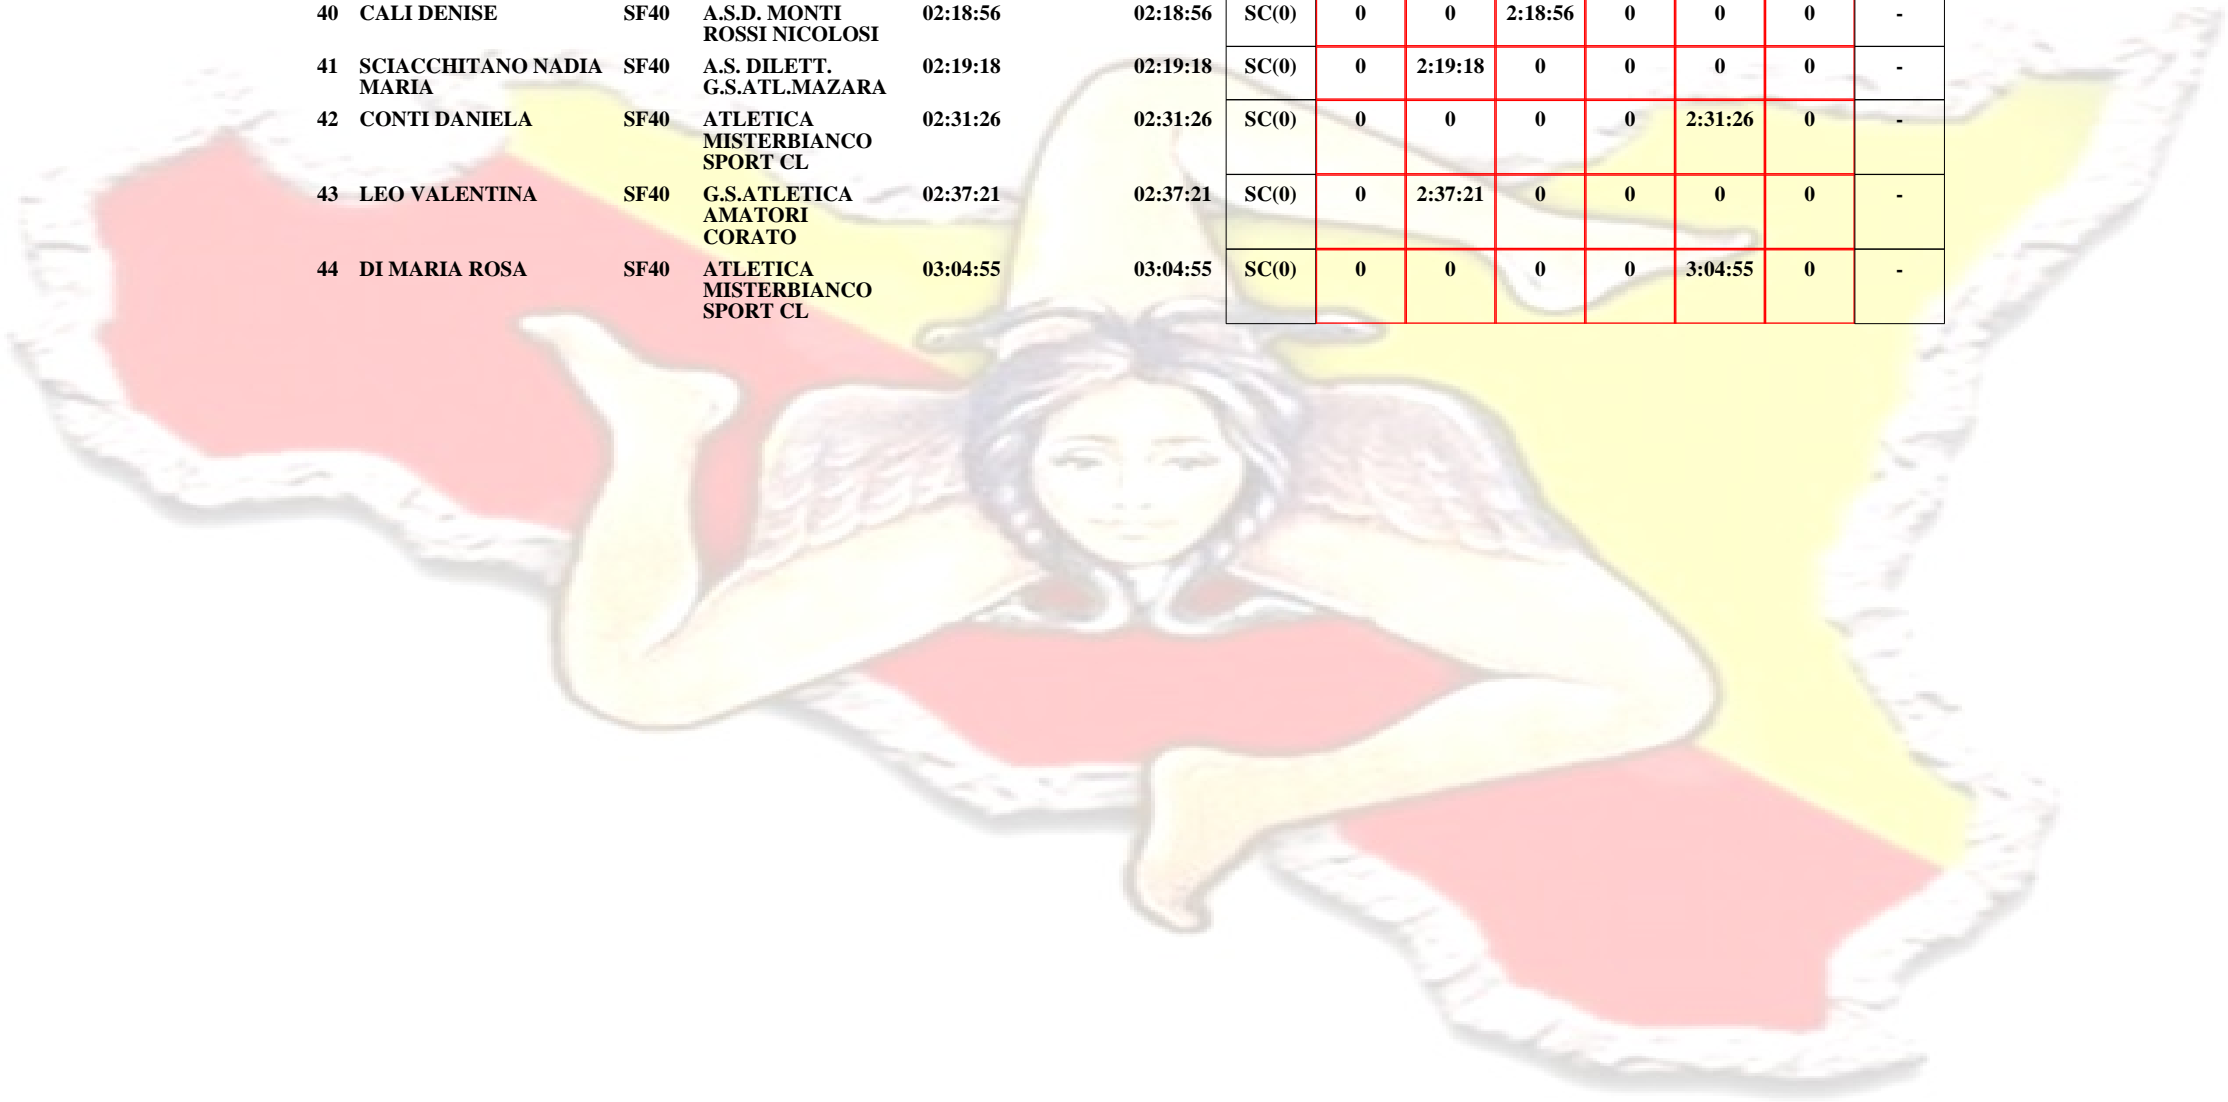 40 CALI DENISE SF40 A.S.D. MONTI 02:18:56 02:18:56 SC(0) 0 0 2:18:56 0 0 0 -
ROSSI NICOLOSI
41 SCIACCHITANO NADIA SF40 A.S. DILETT. 02:19:18 02:19:18 SC(0) 0 2:19:18 0 0 0 0 -
MARIA G.S.ATL.MAZARA
42 CONTI DANIELA SF40 ATLETICA 02:31:26 02:31:26 SC(0) 0 0 0 0 2:31:26 0 -
MISTERBIANCO
SPORT CL
43 LEO VALENTINA SF40 G.S.ATLETICA 02:37:21 02:37:21 SC(0) 0 2:37:21 0 0 0 0 -
AMATORI
CORATO
44 DI MARIA ROSA SF40 ATLETICA 03:04:55 03:04:55 SC(0) 0 0 0 0 3:04:55 0 -
MISTERBIANCO
SPORT CL